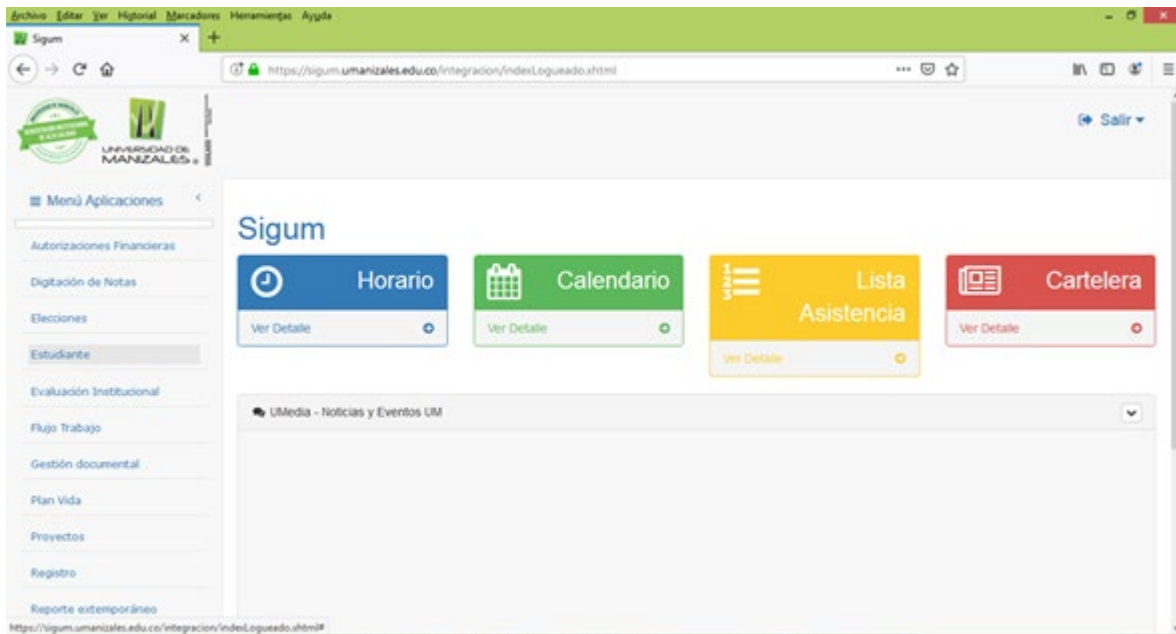 Archivo Editar Ver Historial Marcadores Herramientas Ayuda
Sigum
https://sigum.umanizales.edu.co/integracion/indexLogueado.xhtml
UNIVERSIDAD DE
MANIZALES
Salir
Menú Aplicaciones
Autorizaciones Financieras
Digitación de Notas
Elecciones
Estudiante
Evaluación Institucional
Flujo Trabajo
Gestión documental
Plan Vida
Proyectos
Registro
Reporte extemporáneo
Sigum
Horario
Ver Detalle
Calendario
Ver Detalle
1
2
3
Lista
Asistencia
Ver Detalle
Cartelera
Ver Detalle
UMedia - Noticias y Eventos UM
https://sigum.umanizales.edu.co/integracion/indexLogueado.xhtml#